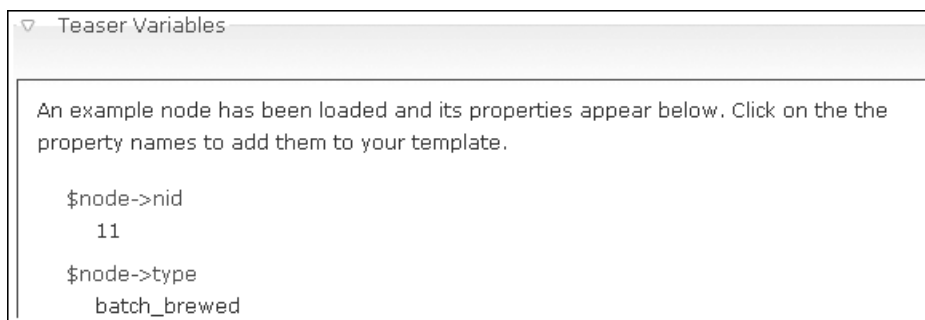 Teaser Variables
An example node has been loaded and its properties appear below. Click on the the
property names to add them to your template.
$node->nid
11
$node->type
batch_brewed